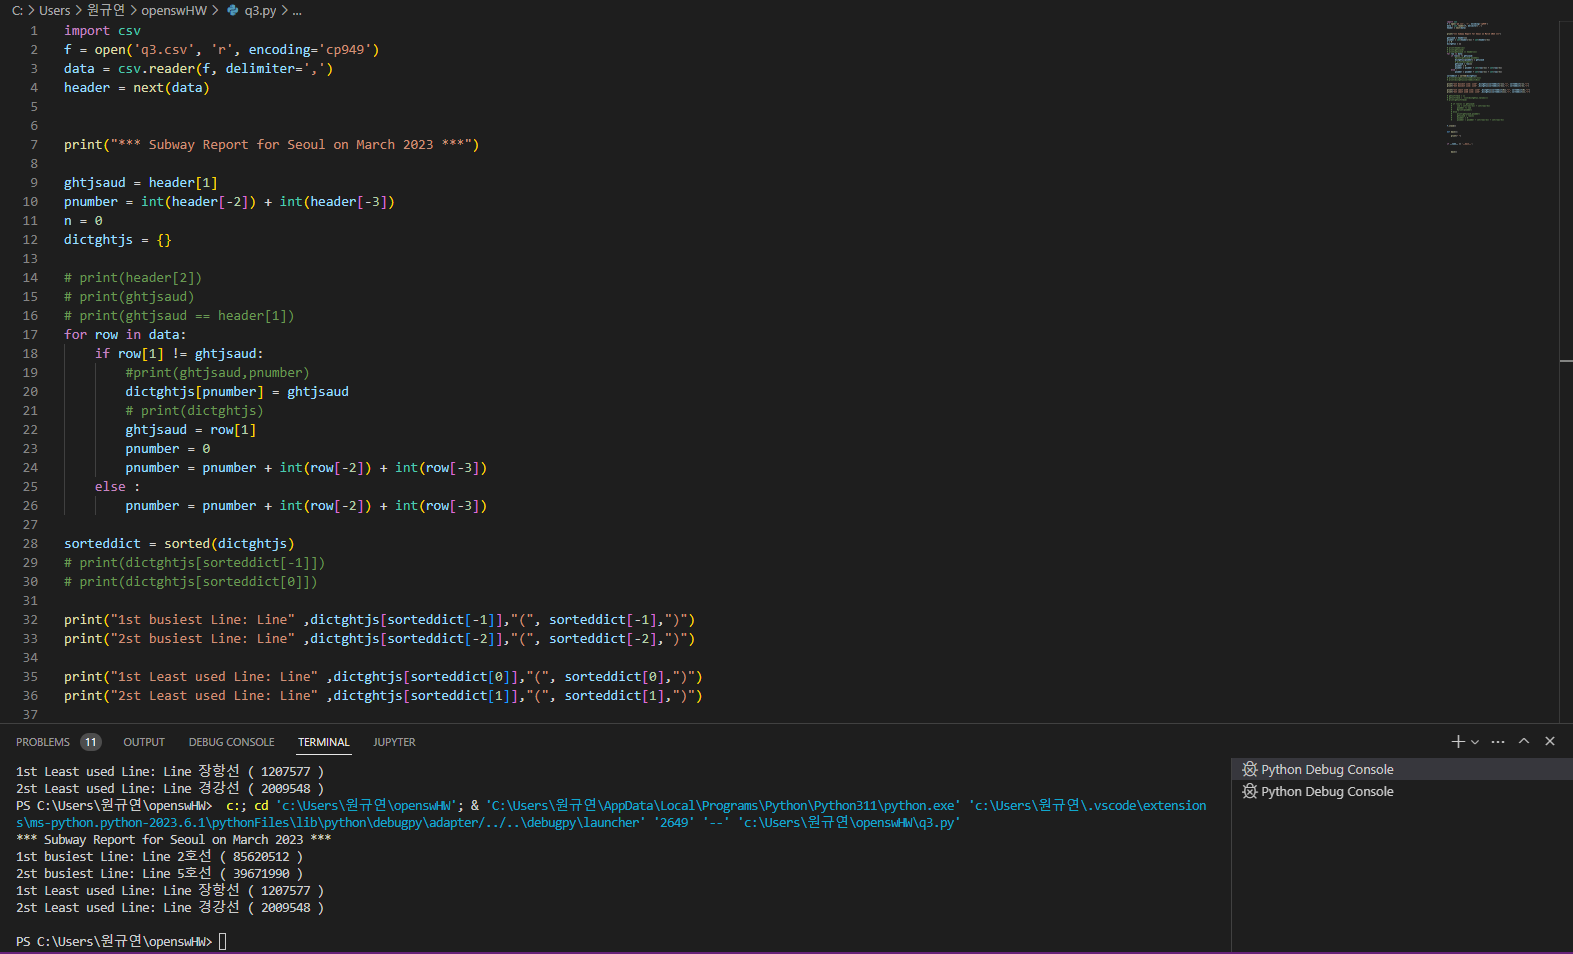 C: > Users > 원규연 > openswHW > q3.py > ...
1 import csv
2 f = open('q3.csv', 'r', encoding='cp949')
3 data = csv.reader(f, delimiter=',')
4 header = next(data)
5
6
7 print("*** Subway Report for Seoul on March 2023 ***")
8
9 ghtjsaud = header[1]
10 pnumber = int(header[-2]) + int(header[-3])
11 n = 0
12 dictghtjs = {}
13
14 # print(header[2])
15 # print(ghtjsaud)
16 # print(ghtjsaud == header[1])
17 for row in data:
18     if row[1] != ghtjsaud:
19         #print(ghtjsaud,pnumber)
20         dictghtjs[pnumber] = ghtjsaud
21         # print(dictghtjs)
22         ghtjsaud = row[1]
23         pnumber = 0
24         pnumber = pnumber + int(row[-2]) + int(row[-3])
25     else :
26         pnumber = pnumber + int(row[-2]) + int(row[-3])
27
28 sorteddict = sorted(dictghtjs)
29 # print(dictghtjs[sorteddict[-1]])
30 # print(dictghtjs[sorteddict[0]])
31
32 print("1st busiest Line: Line" ,dictghtjs[sorteddict[-1]],"(", sorteddict[-1],")")
33 print("2st busiest Line: Line" ,dictghtjs[sorteddict[-2]],"(", sorteddict[-2],")")
34
35 print("1st Least used Line: Line" ,dictghtjs[sorteddict[0]],"(", sorteddict[0],")")
36 print("2st Least used Line: Line" ,dictghtjs[sorteddict[1]],"(", sorteddict[1],")")
37
PROBLEMS 11 OUTPUT DEBUG CONSOLE TERMINAL JUPYTER
1st Least used Line: Line 장항선 ( 1207577 )
2st Least used Line: Line 경강선 ( 2009548 )
PS C:\Users\원규연\openswHW>  c:; cd 'c:\Users\원규연\openswHW'; & 'C:\Users\원규연\AppData\Local\Programs\Python\Python311\python.exe' 'c:\Users\원규연\.vscode\extension
s\ms-python.python-2023.6.1\pythonFiles\lib\python\debugpy\adapter/../..\debugpy\launcher' '2649' '--' 'c:\Users\원규연\openswHW\q3.py'
*** Subway Report for Seoul on March 2023 ***
1st busiest Line: Line 2호선 ( 85620512 )
2st busiest Line: Line 5호선 ( 39671990 )
1st Least used Line: Line 장항선 ( 1207577 )
2st Least used Line: Line 경강선 ( 2009548 )
PS C:\Users\원규연\openswHW>
Python Debug Console
Python Debug Console